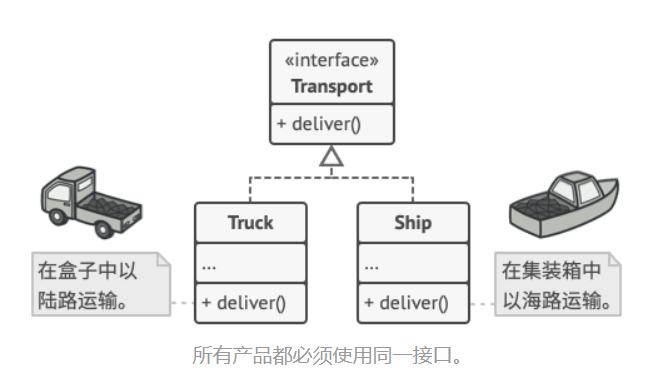 «interface»
Transport
+ deliver()
Truck
...
+ deliver()
Ship
...
+ deliver()
在盒子中以
陆路运输。
在集装箱中
以海路运输。
所有产品都必须使用同一接口。